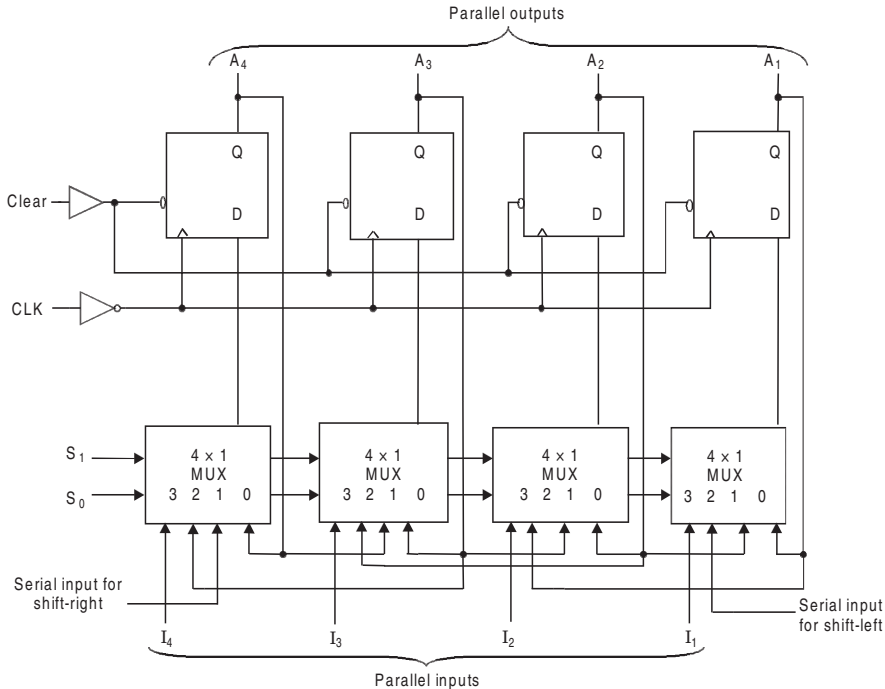 Parallel outputs
A4 A3 A2 A1
Q Q Q Q
Clear
D D D D
CLK
S1
4 × 1 4 × 1 4 × 1 4 × 1
MUX MUX MUX MUX
S0
3 2 1 0 3 2 1 0 3 2 1 0 3 2 1 0
Serial input for
shift-right
Serial input
for shift-left
I4 I3 I2 I1
Parallel inputs